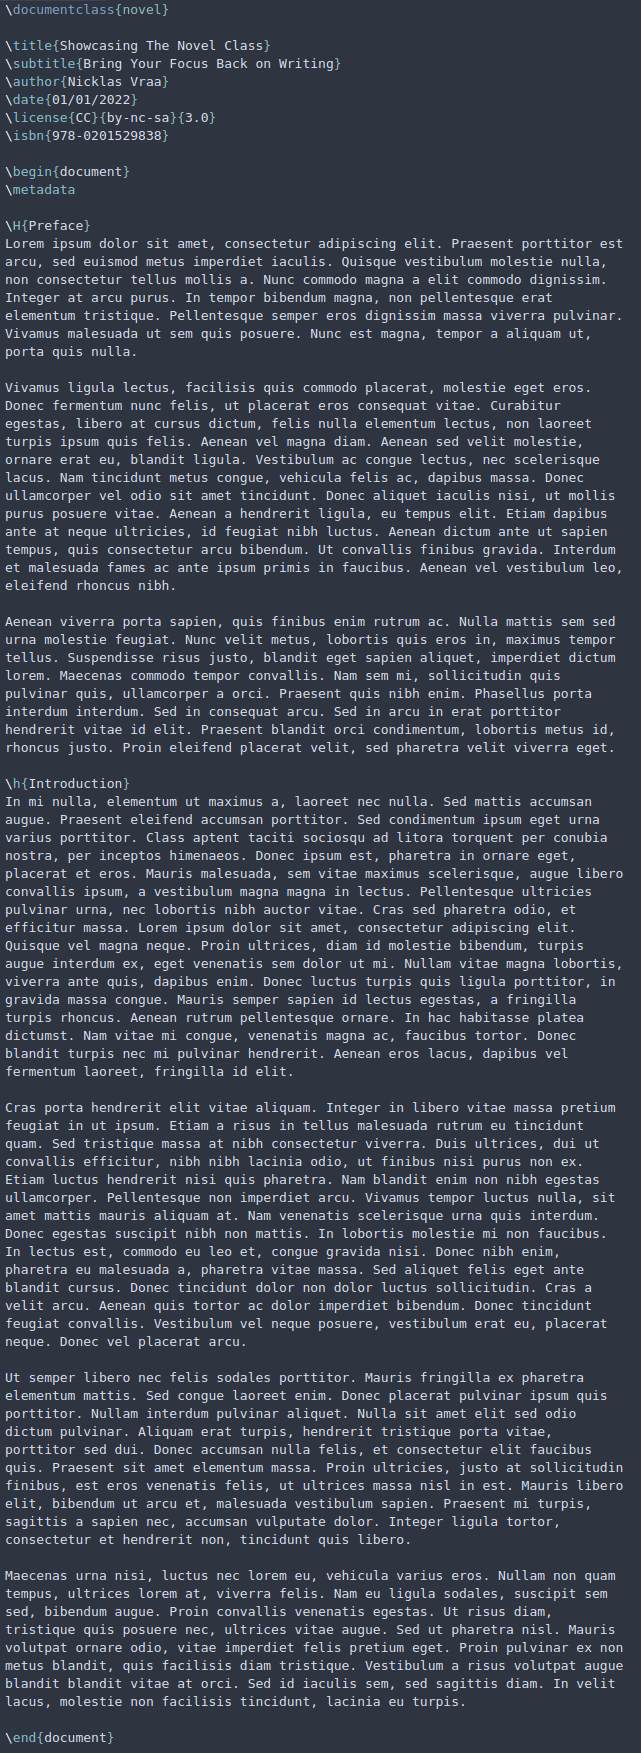 \documentclass{novel}
\title{Showcasing The Novel Class}
\subtitle{Bring Your Focus Back on Writing}
\author{Nicklas Vraa}
\date{01/01/2022}
\license{CC}{by-nc-sa}{3.0}
\isbn{978-0201529838}
\begin{document}
\metadata
\H{Preface}
Lorem ipsum dolor sit amet, consectetur adipiscing elit. Praesent porttitor est
arcu, sed euismod metus imperdiet iaculis. Quisque vestibulum molestie nulla,
non consectetur tellus mollis a. Nunc commodo magna a elit commodo dignissim.
Integer at arcu purus. In tempor bibendum magna, non pellentesque erat
elementum tristique. Pellentesque semper eros dignissim massa viverra pulvinar.
Vivamus malesuada ut sem quis posuere. Nunc est magna, tempor a aliquam ut,
porta quis nulla.
Vivamus ligula lectus, facilisis quis commodo placerat, molestie eget eros.
Donec fermentum nunc felis, ut placerat eros consequat vitae. Curabitur
egestas, libero at cursus dictum, felis nulla elementum lectus, non laoreet
turpis ipsum quis felis. Aenean vel magna diam. Aenean sed velit molestie,
ornare erat eu, blandit ligula. Vestibulum ac congue lectus, nec scelerisque
lacus. Nam tincidunt metus congue, vehicula felis ac, dapibus massa. Donec
ullamcorper vel odio sit amet tincidunt. Donec aliquet iaculis nisi, ut mollis
purus posuere vitae. Aenean a hendrerit ligula, eu tempus elit. Etiam dapibus
ante at neque ultricies, id feugiat nibh luctus. Aenean dictum ante ut sapien
tempus, quis consectetur arcu bibendum. Ut convallis finibus gravida. Interdum
et malesuada fames ac ante ipsum primis in faucibus. Aenean vel vestibulum leo,
eleifend rhoncus nibh.
Aenean viverra porta sapien, quis finibus enim rutrum ac. Nulla mattis sem sed
urna molestie feugiat. Nunc velit metus, lobortis quis eros in, maximus tempor
tellus. Suspendisse risus justo, blandit eget sapien aliquet, imperdiet dictum
lorem. Maecenas commodo tempor convallis. Nam sem mi, sollicitudin quis
pulvinar quis, ullamcorper a orci. Praesent quis nibh enim. Phasellus porta
interdum interdum. Sed in consequat arcu. Sed in arcu in erat porttitor
hendrerit vitae id elit. Praesent blandit orci condimentum, lobortis metus id,
rhoncus justo. Proin eleifend placerat velit, sed pharetra velit viverra eget.
\h{Introduction}
In mi nulla, elementum ut maximus a, laoreet nec nulla. Sed mattis accumsan
augue. Praesent eleifend accumsan porttitor. Sed condimentum ipsum eget urna
varius porttitor. Class aptent taciti sociosqu ad litora torquent per conubia
nostra, per inceptos himenaeos. Donec ipsum est, pharetra in ornare eget,
placerat et eros. Mauris malesuada, sem vitae maximus scelerisque, augue libero
convallis ipsum, a vestibulum magna magna in lectus. Pellentesque ultricies
pulvinar urna, nec lobortis nibh auctor vitae. Cras sed pharetra odio, et
efficitur massa. Lorem ipsum dolor sit amet, consectetur adipiscing elit.
Quisque vel magna neque. Proin ultrices, diam id molestie bibendum, turpis
augue interdum ex, eget venenatis sem dolor ut mi. Nullam vitae magna lobortis,
viverra ante quis, dapibus enim. Donec luctus turpis quis ligula porttitor, in
gravida massa congue. Mauris semper sapien id lectus egestas, a fringilla
turpis rhoncus. Aenean rutrum pellentesque ornare. In hac habitasse platea
dictumst. Nam vitae mi congue, venenatis magna ac, faucibus tortor. Donec
blandit turpis nec mi pulvinar hendrerit. Aenean eros lacus, dapibus vel
fermentum laoreet, fringilla id elit.
Cras porta hendrerit elit vitae aliquam. Integer in libero vitae massa pretium
feugiat in ut ipsum. Etiam a risus in tellus malesuada rutrum eu tincidunt
quam. Sed tristique massa at nibh consectetur viverra. Duis ultrices, dui ut
convallis efficitur, nibh nibh lacinia odio, ut finibus nisi purus non ex.
Etiam luctus hendrerit nisi quis pharetra. Nam blandit enim non nibh egestas
ullamcorper. Pellentesque non imperdiet arcu. Vivamus tempor luctus nulla, sit
amet mattis mauris aliquam at. Nam venenatis scelerisque urna quis interdum.
Donec egestas suscipit nibh non mattis. In lobortis molestie mi non faucibus.
In lectus est, commodo eu leo et, congue gravida nisi. Donec nibh enim,
pharetra eu malesuada a, pharetra vitae massa. Sed aliquet felis eget ante
blandit cursus. Donec tincidunt dolor non dolor luctus sollicitudin. Cras a
velit arcu. Aenean quis tortor ac dolor imperdiet bibendum. Donec tincidunt
feugiat convallis. Vestibulum vel neque posuere, vestibulum erat eu, placerat
neque. Donec vel placerat arcu.
Ut semper libero nec felis sodales porttitor. Mauris fringilla ex pharetra
elementum mattis. Sed congue laoreet enim. Donec placerat pulvinar ipsum quis
porttitor. Nullam interdum pulvinar aliquet. Nulla sit amet elit sed odio
dictum pulvinar. Aliquam erat turpis, hendrerit tristique porta vitae,
porttitor sed dui. Donec accumsan nulla felis, et consectetur elit faucibus
quis. Praesent sit amet elementum massa. Proin ultricies, justo at sollicitudin
finibus, est eros venenatis felis, ut ultrices massa nisl in est. Mauris libero
elit, bibendum ut arcu et, malesuada vestibulum sapien. Praesent mi turpis,
sagittis a sapien nec, accumsan vulputate dolor. Integer ligula tortor,
consectetur et hendrerit non, tincidunt quis libero.
Maecenas urna nisi, luctus nec lorem eu, vehicula varius eros. Nullam non quam
tempus, ultrices lorem at, viverra felis. Nam eu ligula sodales, suscipit sem
sed, bibendum augue. Proin convallis venenatis egestas. Ut risus diam,
tristique quis posuere nec, ultrices vitae augue. Sed ut pharetra nisl. Mauris
volutpat ornare odio, vitae imperdiet felis pretium eget. Proin pulvinar ex non
metus blandit, quis facilisis diam tristique. Vestibulum a risus volutpat augue
blandit blandit vitae at orci. Sed id iaculis sem, sed sagittis diam. In velit
lacus, molestie non facilisis tincidunt, lacinia eu turpis.
\end{document}